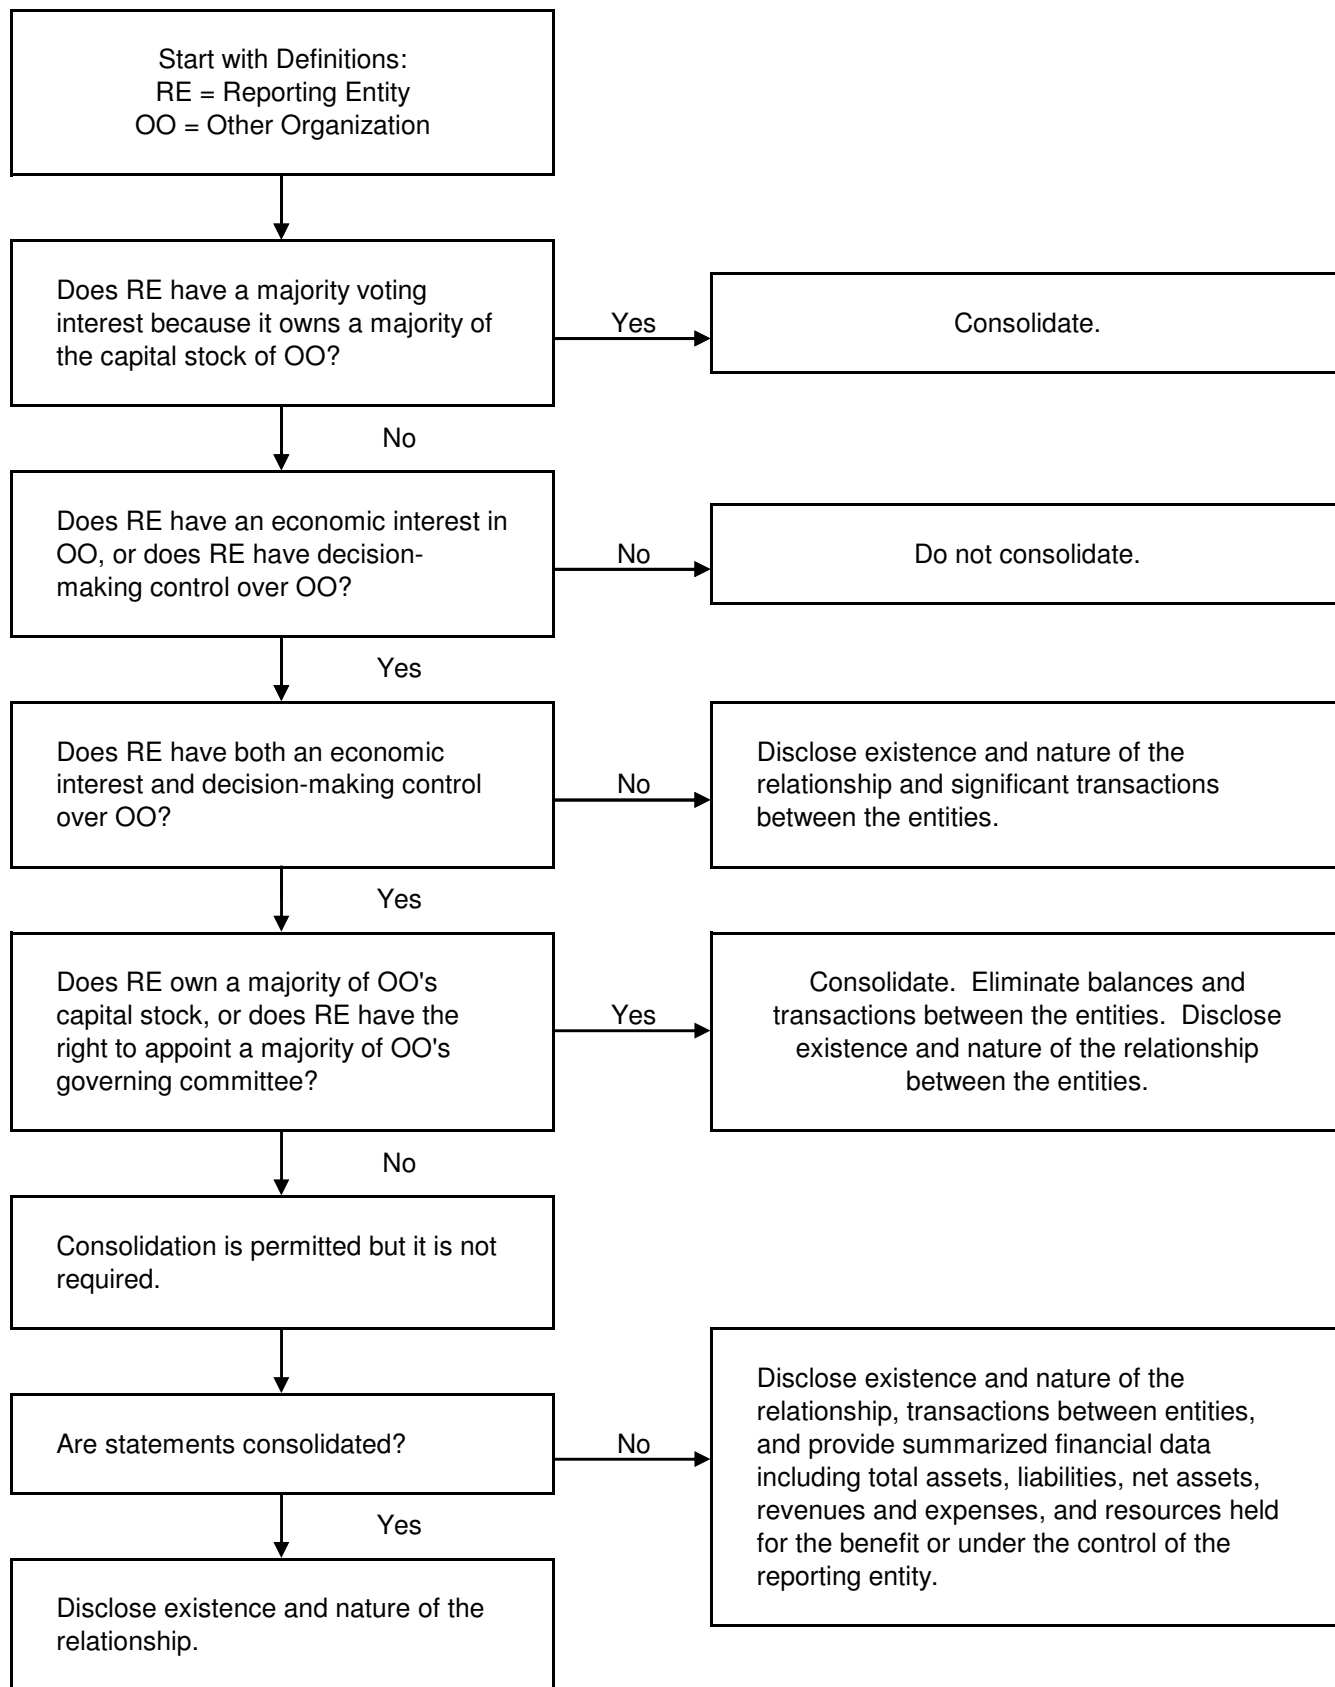 Start with Definitions:
RE = Reporting Entity
OO = Other Organization
Does RE have a majority voting
interest because it owns a majority of
the capital stock of OO?
Yes
Consolidate.
No
Does RE have an economic interest in
OO, or does RE have decision-
making control over OO?
No
Do not consolidate.
Yes
Does RE have both an economic
interest and decision-making control
over OO?
No
Disclose existence and nature of the
relationship and significant transactions
between the entities.
Yes
Does RE own a majority of OO's
capital stock, or does RE have the
right to appoint a majority of OO's
governing committee?
Yes
Consolidate.  Eliminate balances and
transactions between the entities.  Disclose
existence and nature of the relationship
between the entities.
No
Consolidation is permitted but it is not
required.
Are statements consolidated?
No
Disclose existence and nature of the
relationship, transactions between entities,
and provide summarized financial data
including total assets, liabilities, net assets,
revenues and expenses, and resources held
for the benefit or under the control of the
reporting entity.
Yes
Disclose existence and nature of the
relationship.